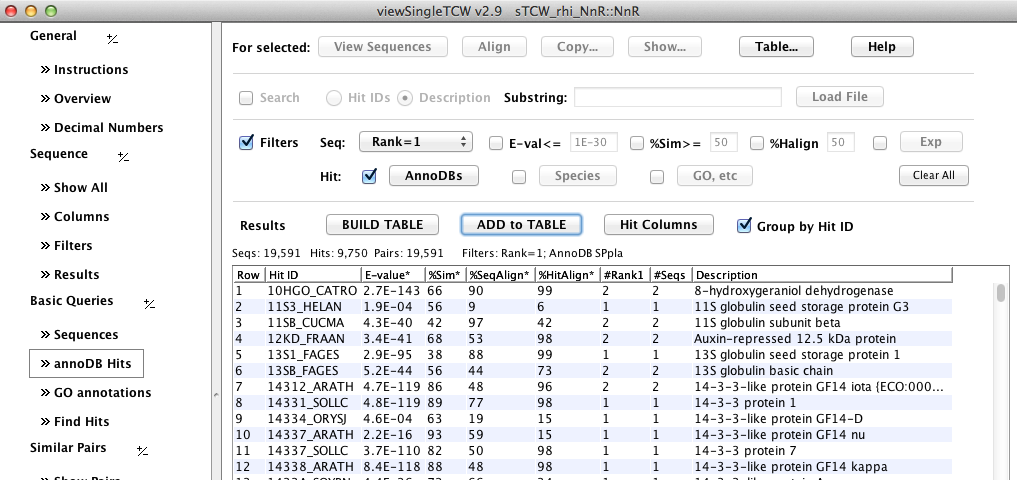 viewSingleTCW v2.9 sTCW_rhi_NnR::NnR
General
» Instructions
» Overview
» Decimal Numbers
Sequence +/-
» Show All
» Columns
» Filters
» Results
Basic Queries +/-
» Sequences
» annoDB Hits
» GO annotations
» Find Hits
Similar Pairs +/-
For selected: View Sequences Align Copy... Show... Table... Help
Search Hit IDs Description Substring: Load File
Filters Seq: Rank=1 E-val<= 1E-30 %Sim>= 50 %Halign 50 Exp
Hit: AnnoDBs Species GO, etc Clear All
Results BUILD TABLE ADD to TABLE Hit Columns Group by Hit ID
Seqs: 19,591 Hits: 9,750 Pairs: 19,591 Filters: Rank=1; AnnoDB SPpla
Row Hit ID E-value* %Sim* %SeqAlign* %HitAlign* #Rank1 #Seqs Description
1 10HGO_CATRO 2.7E-143 66 90 99 2 2 8-hydroxygeraniol dehydrogenase
2 11S3_HELAN 1.9E-04 56 9 6 1 1 11S globulin seed storage protein G3
3 11SB_CUCMA 4.3E-40 42 97 42 2 2 11S globulin subunit beta
4 12KD_FRAAN 3.4E-41 68 53 98 2 2 Auxin-repressed 12.5 kDa protein
5 13S1_FAGES 2.9E-95 38 88 99 1 1 13S globulin seed storage protein 1
6 13SB_FAGES 5.2E-66 56 44 73 2 2 13S globulin basic chain
7 14312_ARATH 4.7E-119 86 48 96 2 2 14-3-3-like protein GF14 iota {ECO:000...
8 14331_SOLLC 4.8E-119 89 77 98 1 1 14-3-3 protein 1
9 14334_ORYSJ 4.6E-04 63 19 15 1 1 14-3-3-like protein GF14-D
10 14337_ARATH 2.2E-16 93 59 15 1 1 14-3-3-like protein GF14 nu
11 14337_SOLLC 3.7E-110 82 50 98 1 1 14-3-3 protein 7
12 14338_ARATH 8.4E-118 88 48 98 1 1 14-3-3-like protein GF14 kappa